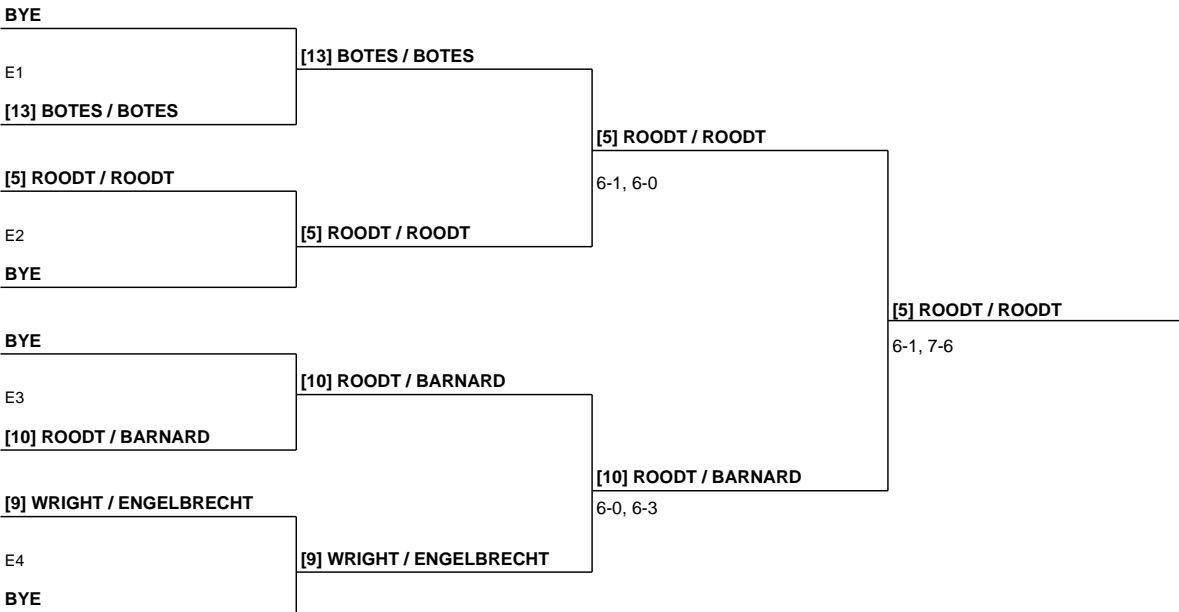 BYE
E1
[13] BOTES / BOTES
[5] ROODT / ROODT
E2
BYE
BYE
E3
[10] ROODT / BARNARD
[9] WRIGHT / ENGELBRECHT
E4
BYE
[13] BOTES / BOTES
[5] ROODT / ROODT
[10] ROODT / BARNARD
[9] WRIGHT / ENGELBRECHT
[5] ROODT / ROODT
6-1, 6-0
[10] ROODT / BARNARD
6-0, 6-3
[5] ROODT / ROODT
6-1, 7-6